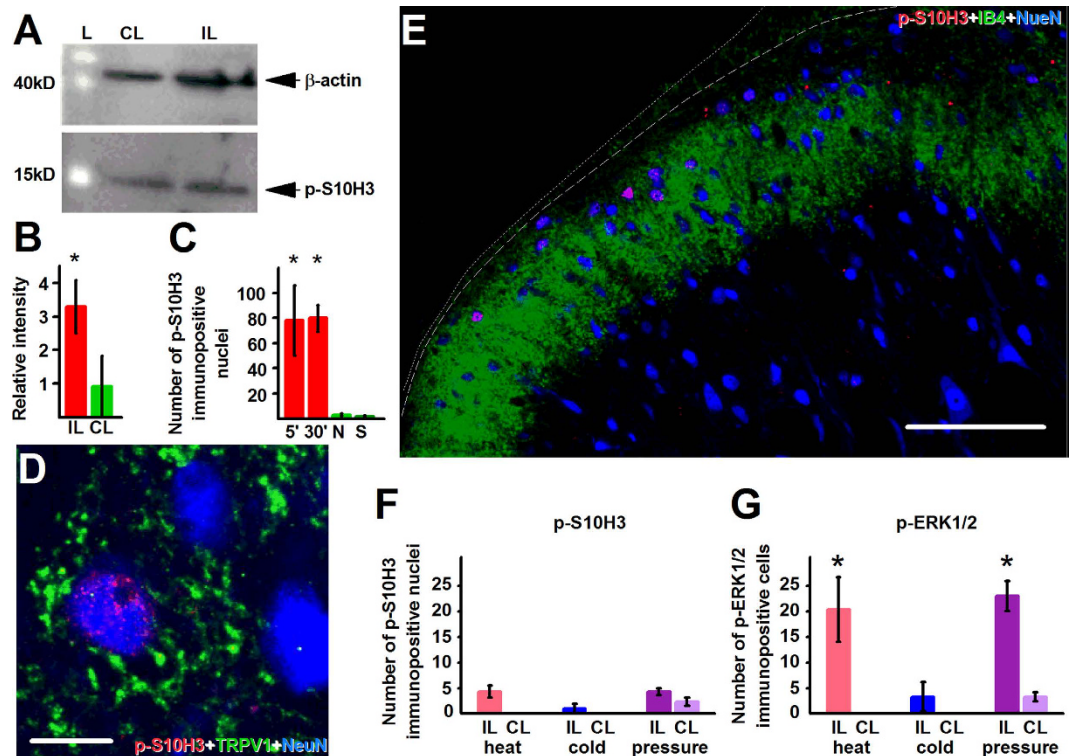 A
L CL IL
40kD
β-actin
15kD
p-S10H3
B
Relative intensity
4
3
2
1
*
IL CL
C
Number of p-S10H3
immunopositive
nuclei
100
80
60
40
20
* *
5' 30' N S
D
p-S10H3+TRPV1+NeuN
E
p-S10H3+IB4+NueN
F
p-S10H3
Number of p-S10H3
immunopositive nuclei
25
20
15
10
5
0
IL CL IL CL IL CL
heat cold pressure
G
p-ERK1/2
Number of p-ERK1/2
immunopositive cells
25
20
15
10
5
0
* *
IL CL IL CL IL CL
heat cold pressure